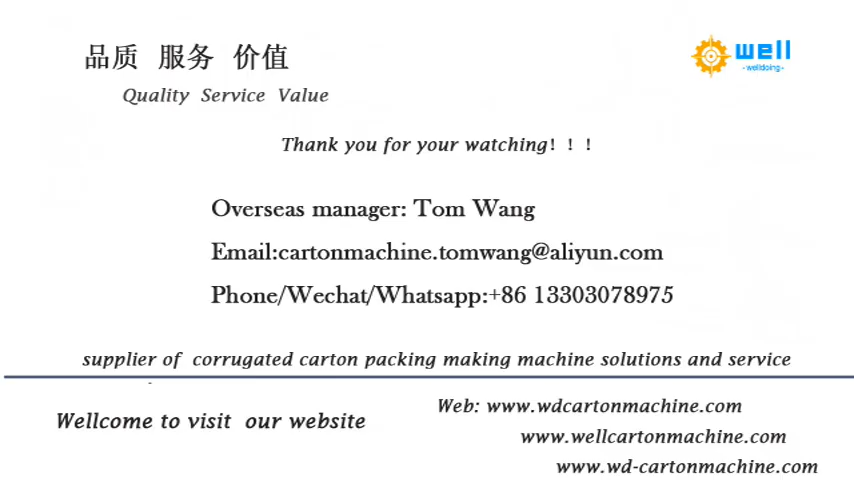 品质 服务 价值
well
-welldoing-
Quality Service Value
Thank you for your watching！！！
Overseas manager: Tom Wang
Email:cartonmachine.tomwang@aliyun.com
Phone/Wechat/Whatsapp:+86 13303078975
supplier of corrugated carton packing making machine solutions and service
Wellcome to visit our website
Web: www.wdcartonmachine.com
www.wellcartonmachine.com
www.wd-cartonmachine.com